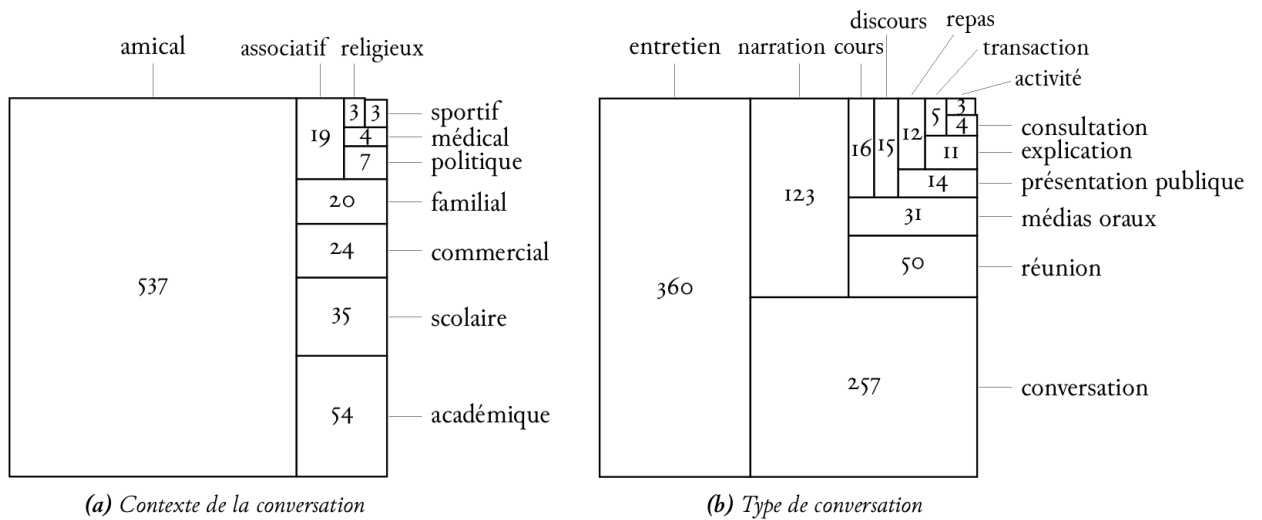 amical associatif religieux
3 3 sportif
19 4 médical
7 politique
20 familial
24 commercial
537
35 scolaire
54 académique
(a) Contexte de la conversation
discours repas
entretien narration cours transaction
activité
3
5
4 consultation
16 15 12
11 explication
14 présentation publique
123
31 médias oraux
50 réunion
360
257 conversation
(b) Type de conversation